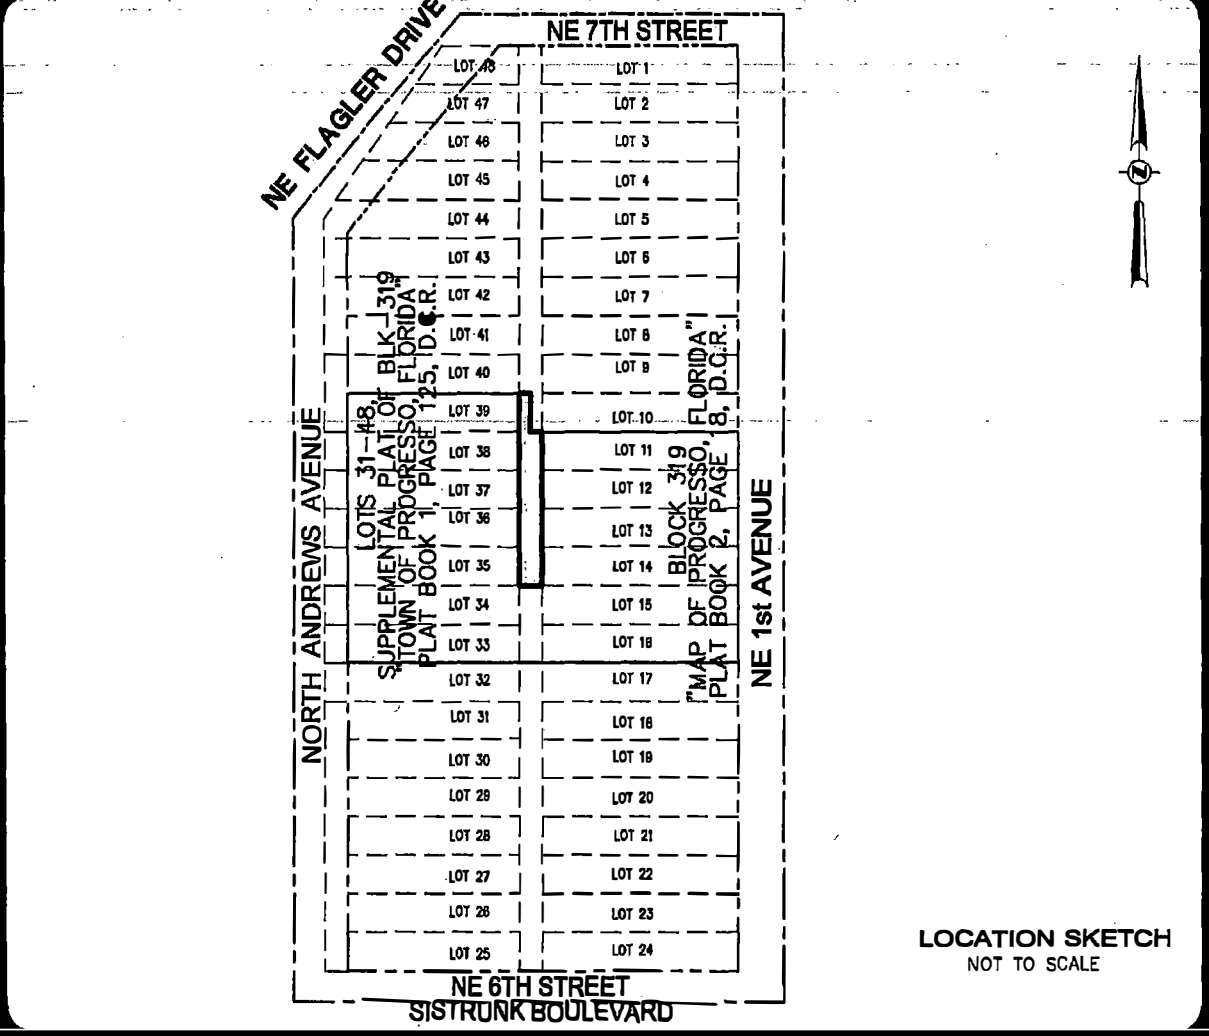 NE 7TH STREET
NE FLAGLER DRIVE
LOT 48
LOT 1
LOT 47
LOT 2
LOT 46
LOT 3
LOT 45
LOT 4
LOT 44
LOT 5
LOT 43
LOT 6
LOT 42
LOT 7
LOT 41
LOT 8
LOT 40
LOT 9
LOT 39
LOT 10
LOT 38
LOT 11
LOT 37
LOT 12
LOT 36
LOT 13
LOT 35
LOT 14
LOT 34
LOT 15
LOT 33
LOT 16
LOT 32
LOT 17
LOT 31
LOT 18
LOT 30
LOT 19
LOT 29
LOT 20
LOT 28
LOT 21
LOT 27
LOT 22
LOT 26
LOT 23
LOT 25
LOT 24
NORTH ANDREWS AVENUE
LOTS 31-48,
SUPPLEMENTAL PLAT OF BLK-319
"TOWN OF PROGRESSO, FLORIDA"
PLAT BOOK 1, PAGE 125, D.C.R.
BLOCK 319
"MAP OF PROGRESSO, FLORIDA"
PLAT BOOK 2, PAGE 18, D.C.R.
NE 1st AVENUE
NE 6TH STREET
SISTRUNK BOULEVARD
N
LOCATION SKETCH
NOT TO SCALE